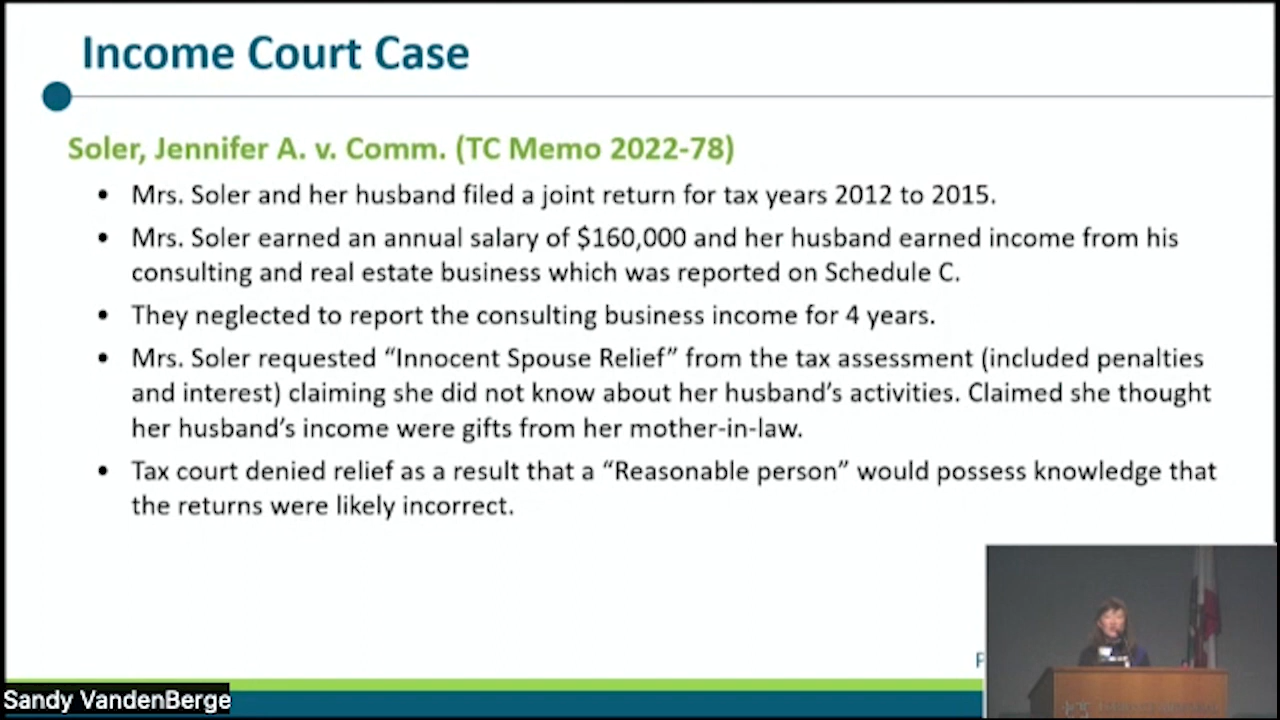 Income Court Case
Soler, Jennifer A. v. Comm. (TC Memo 2022-78)
• Mrs. Soler and her husband filed a joint return for tax years 2012 to 2015.
• Mrs. Soler earned an annual salary of $160,000 and her husband earned income from his
consulting and real estate business which was reported on Schedule C.
• They neglected to report the consulting business income for 4 years.
• Mrs. Soler requested “Innocent Spouse Relief” from the tax assessment (included penalties
and interest) claiming she did not know about her husband’s activities. Claimed she thought
her husband’s income were gifts from her mother-in-law.
• Tax court denied relief as a result that a “Reasonable person” would possess knowledge that
the returns were likely incorrect.
Sandy VandenBerge